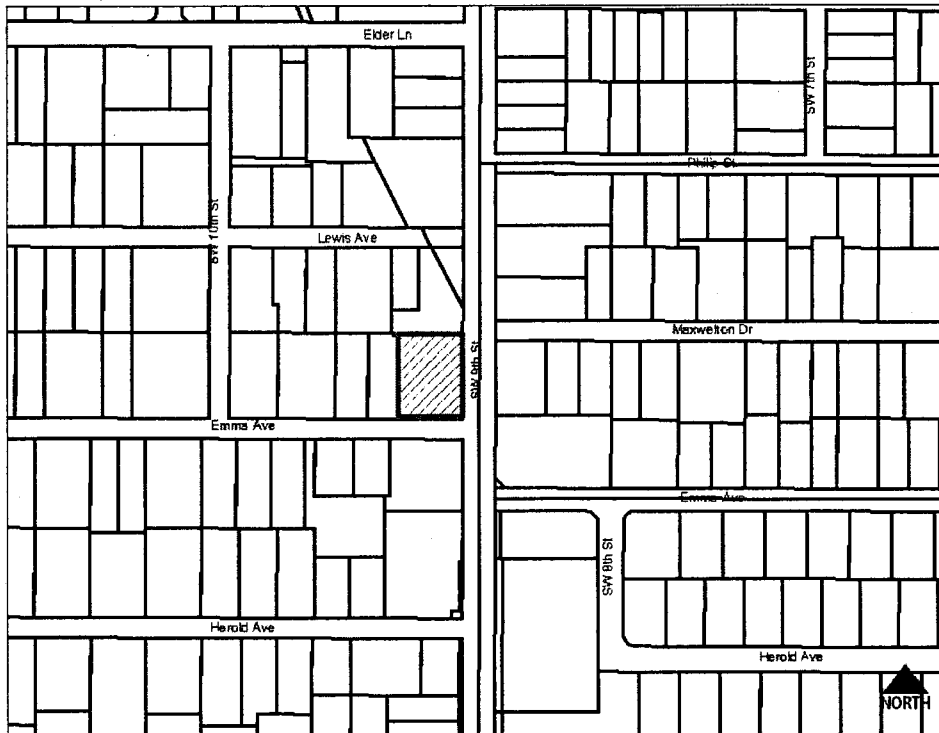 Elder Ln
SW 7th St
Philip St
SW 10th St
Lewis Ave
Maxwelton Dr
SW 9th St
Emma Ave
Emma Ave
SW 8th St
Herold Ave
Herold Ave
NORTH